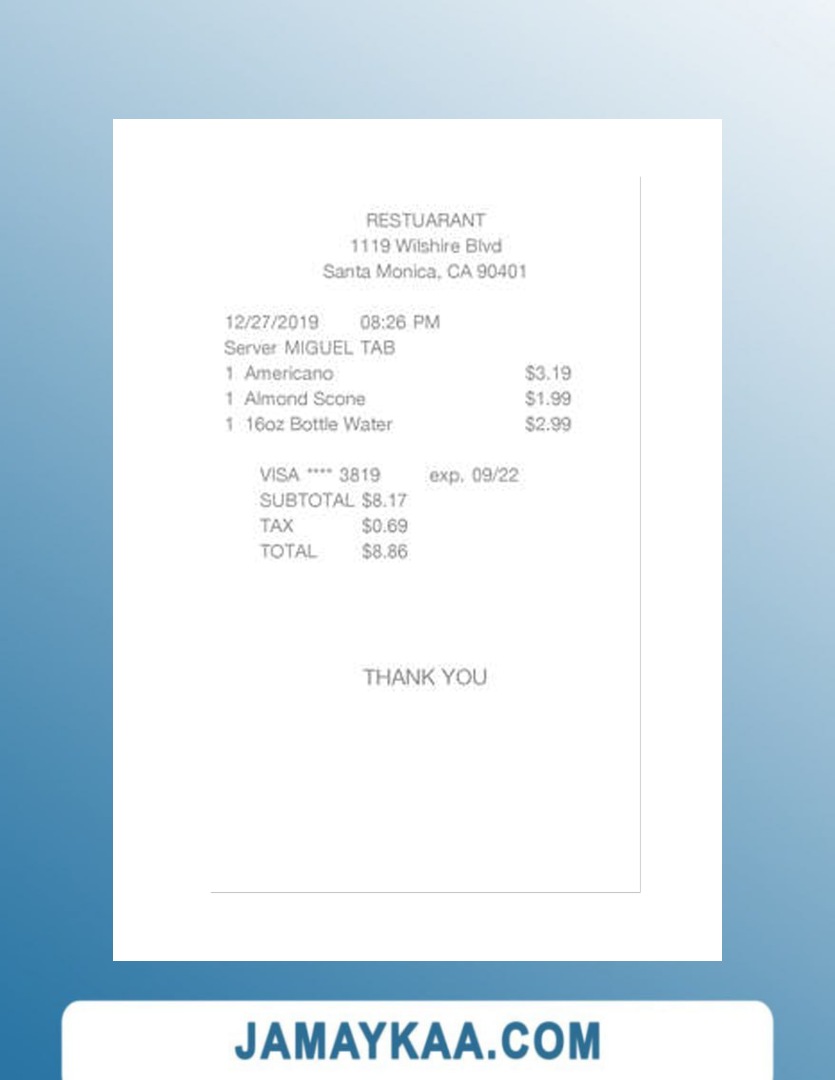 RESTUARANT
1119 Wilshire Blvd
Santa Monica, CA 90401
12/27/2019 08:26 PM
Server MIGUEL TAB
1 Americano $3.19
1 Almond Scone $1.99
1 16oz Bottle Water $2.99
VISA **** 3819 exp. 09/22
SUBTOTAL $8.17
TAX $0.69
TOTAL $8.86
THANK YOU
JAMAYKAA.COM